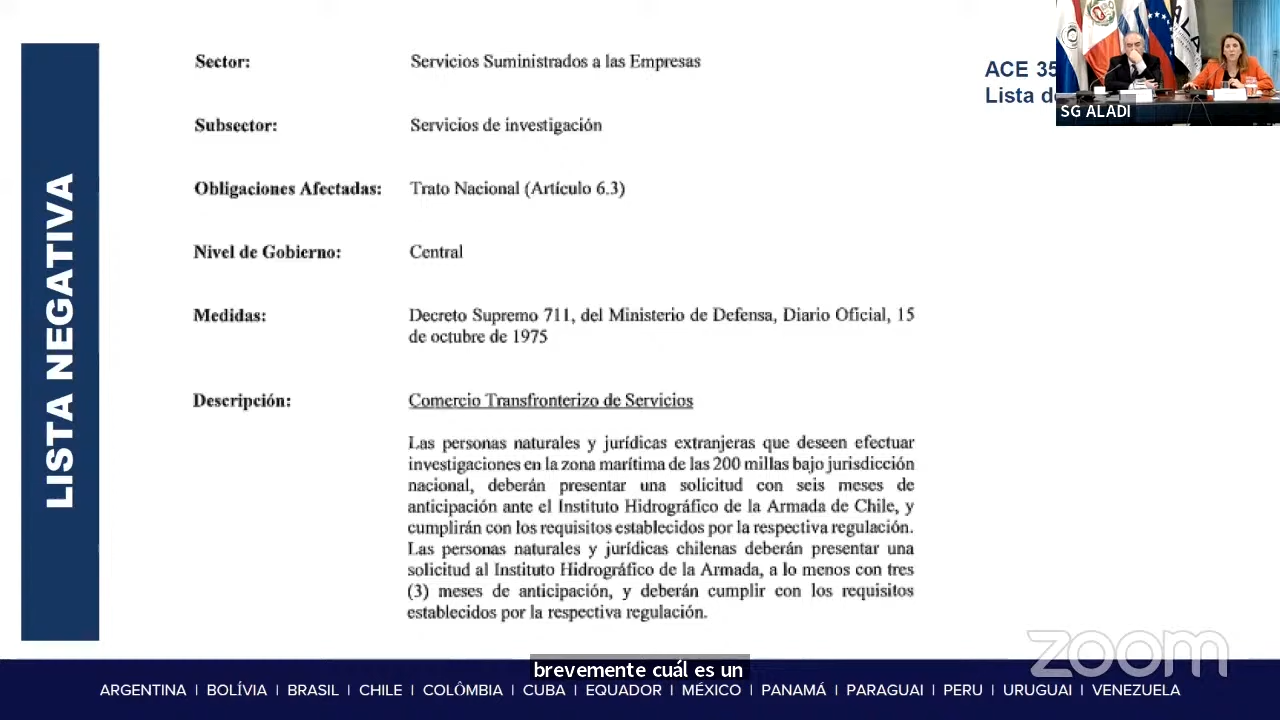 LISTA NEGATIVA
Sector: Servicios Suministrados a las Empresas
Subsector: Servicios de investigación
Obligaciones Afectadas: Trato Nacional (Artículo 6.3)
Nivel de Gobierno: Central
Medidas: Decreto Supremo 711, del Ministerio de Defensa, Diario Oficial, 15
de octubre de 1975
Descripción: Comercio Transfronterizo de Servicios
Las personas naturales y jurídicas extranjeras que deseen efectuar
investigaciones en la zona marítima de las 200 millas bajo jurisdicción
nacional, deberán presentar una solicitud con seis meses de
anticipación ante el Instituto Hidrográfico de la Armada de Chile, y
cumplirán con los requisitos establecidos por la respectiva regulación.
Las personas naturales y jurídicas chilenas deberán presentar una
solicitud al Instituto Hidrográfico de la Armada, a lo menos con tres
(3) meses de anticipación, y deberán cumplir con los requisitos
establecidos por la respectiva regulación.
ACE 35
Lista
SG ALADI
zoom
brevemente cuál es un
ARGENTINA | BOLÍVIA | BRASIL | CHILE | COLÔMBIA | CUBA | EQUADOR | MÉXICO | PANAMÁ | PARAGUAI | PERU | URUGUAI | VENEZUELA